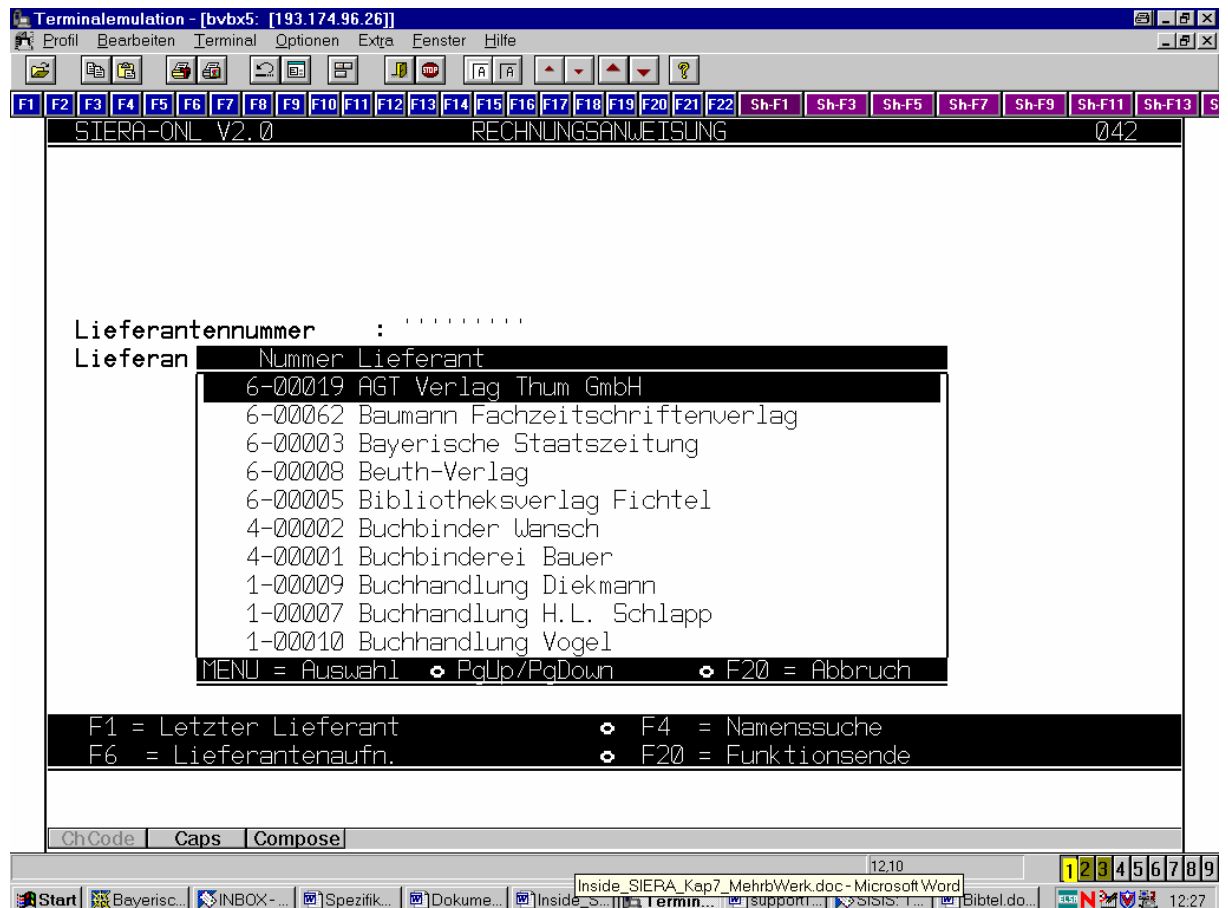 Terminalemulation - [bvbx5: [193.174.96.26]]
Profil Bearbeiten Terminal Optionen Extra Fenster Hilfe
STOP A A ?
F1 F2 F3 F4 F5 F6 F7 F8 F9 F10 F11 F12 F13 F14 F15 F16 F17 F18 F19 F20 F21 F22 Sh-F1 Sh-F3 Sh-F5 Sh-F7 Sh-F9 Sh-F11 Sh-F13 S
SIERA-ONL V2.0 RECHNUNGSANWEISUNG 042
Lieferantennummer : ' ' ' ' ' ' ' ' '
Lieferan Nummer Lieferant
6-00019 AGT Verlag Thum GmbH
6-00062 Baumann Fachzeitschriftenverlag
6-00003 Bayerische Staatszeitung
6-00008 Beuth-Verlag
6-00005 Bibliotheksverlag Fichtel
4-00002 Buchbinder Wansch
4-00001 Buchbinderei Bauer
1-00009 Buchhandlung Diekmann
1-00007 Buchhandlung H.L. Schlapp
1-00010 Buchhandlung Vogel
MENU = Auswahl o PgUp/PgDown o F20 = Abbruch
F1 = Letzter Lieferant o F4 = Namenssuche
F6 = Lieferantenaufn. o F20 = Funktionsende
ChCode Caps Compose
12,10 1 2 3 4 5 6 7 8 9
Inside_SIERA_Kap7_MehrbWerk.doc - Microsoft Word
Start Bayerisc... INBOX - ... Spezifik... Dokume... Inside_S... Termin... support1... SISIS: T... Bibtel.do... 12:27